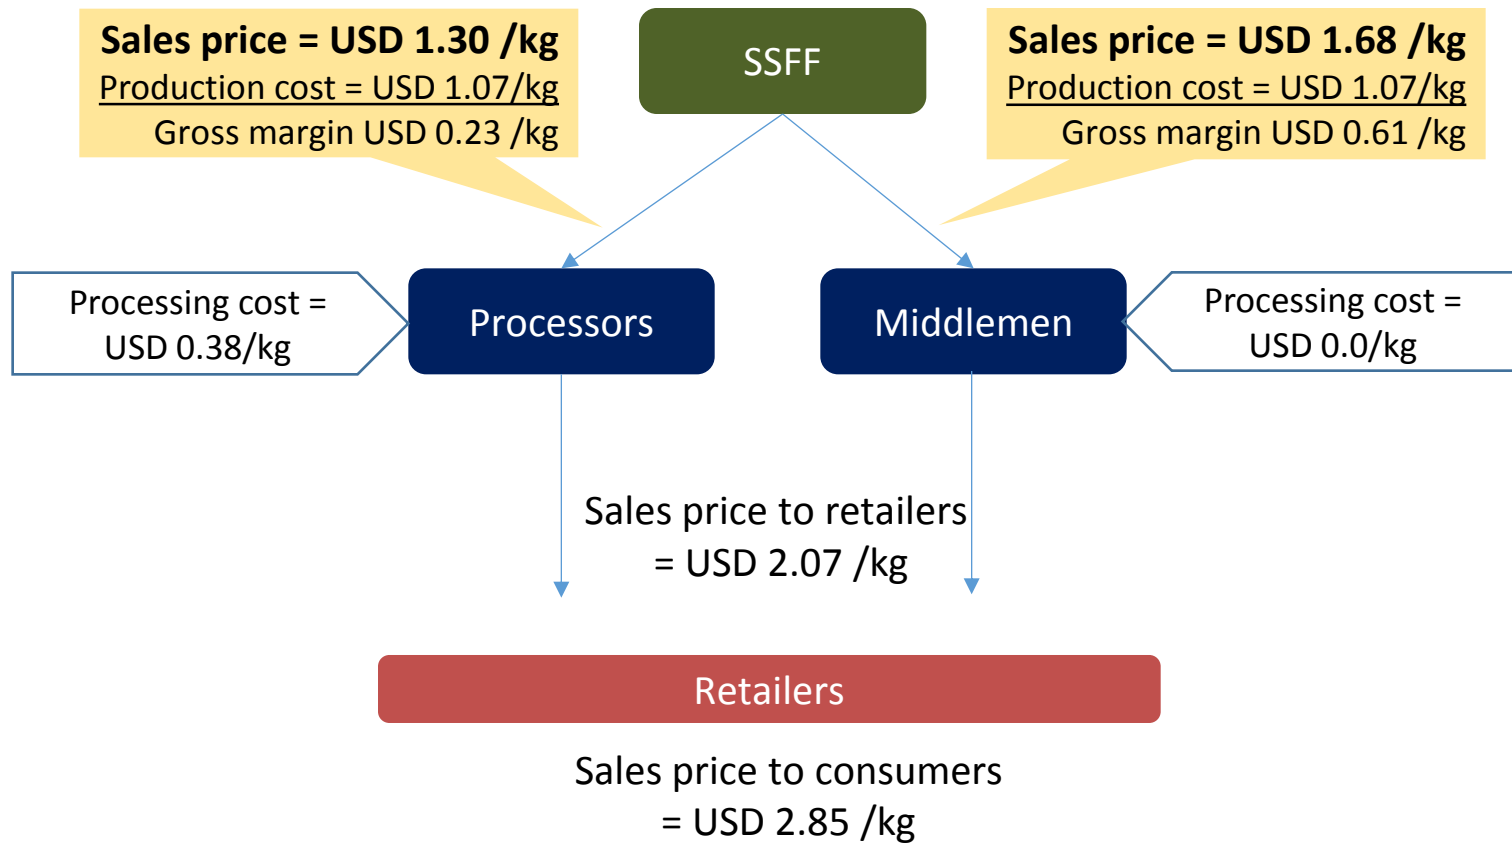 Sales price = USD 1.30 /kg
Production cost = USD 1.07/kg
Gross margin USD 0.23 /kg
SSFF
Sales price = USD 1.68 /kg
Production cost = USD 1.07/kg
Gross margin USD 0.61 /kg
Processing cost =
USD 0.38/kg
Processors
Middlemen
Processing cost =
USD 0.0/kg
Sales price to retailers
= USD 2.07 /kg
Retailers
Sales price to consumers
= USD 2.85 /kg